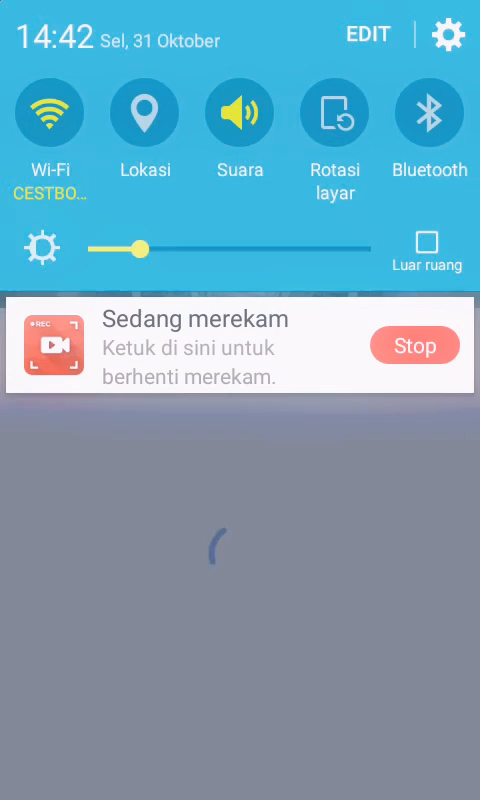 14:42 Sel, 31 Oktober EDIT
Wi-Fi Lokasi Suara Rotasi layar Bluetooth
CESTBO...
Luar ruang
REC
Sedang merekam
Ketuk di sini untuk
berhenti merekam.
Stop